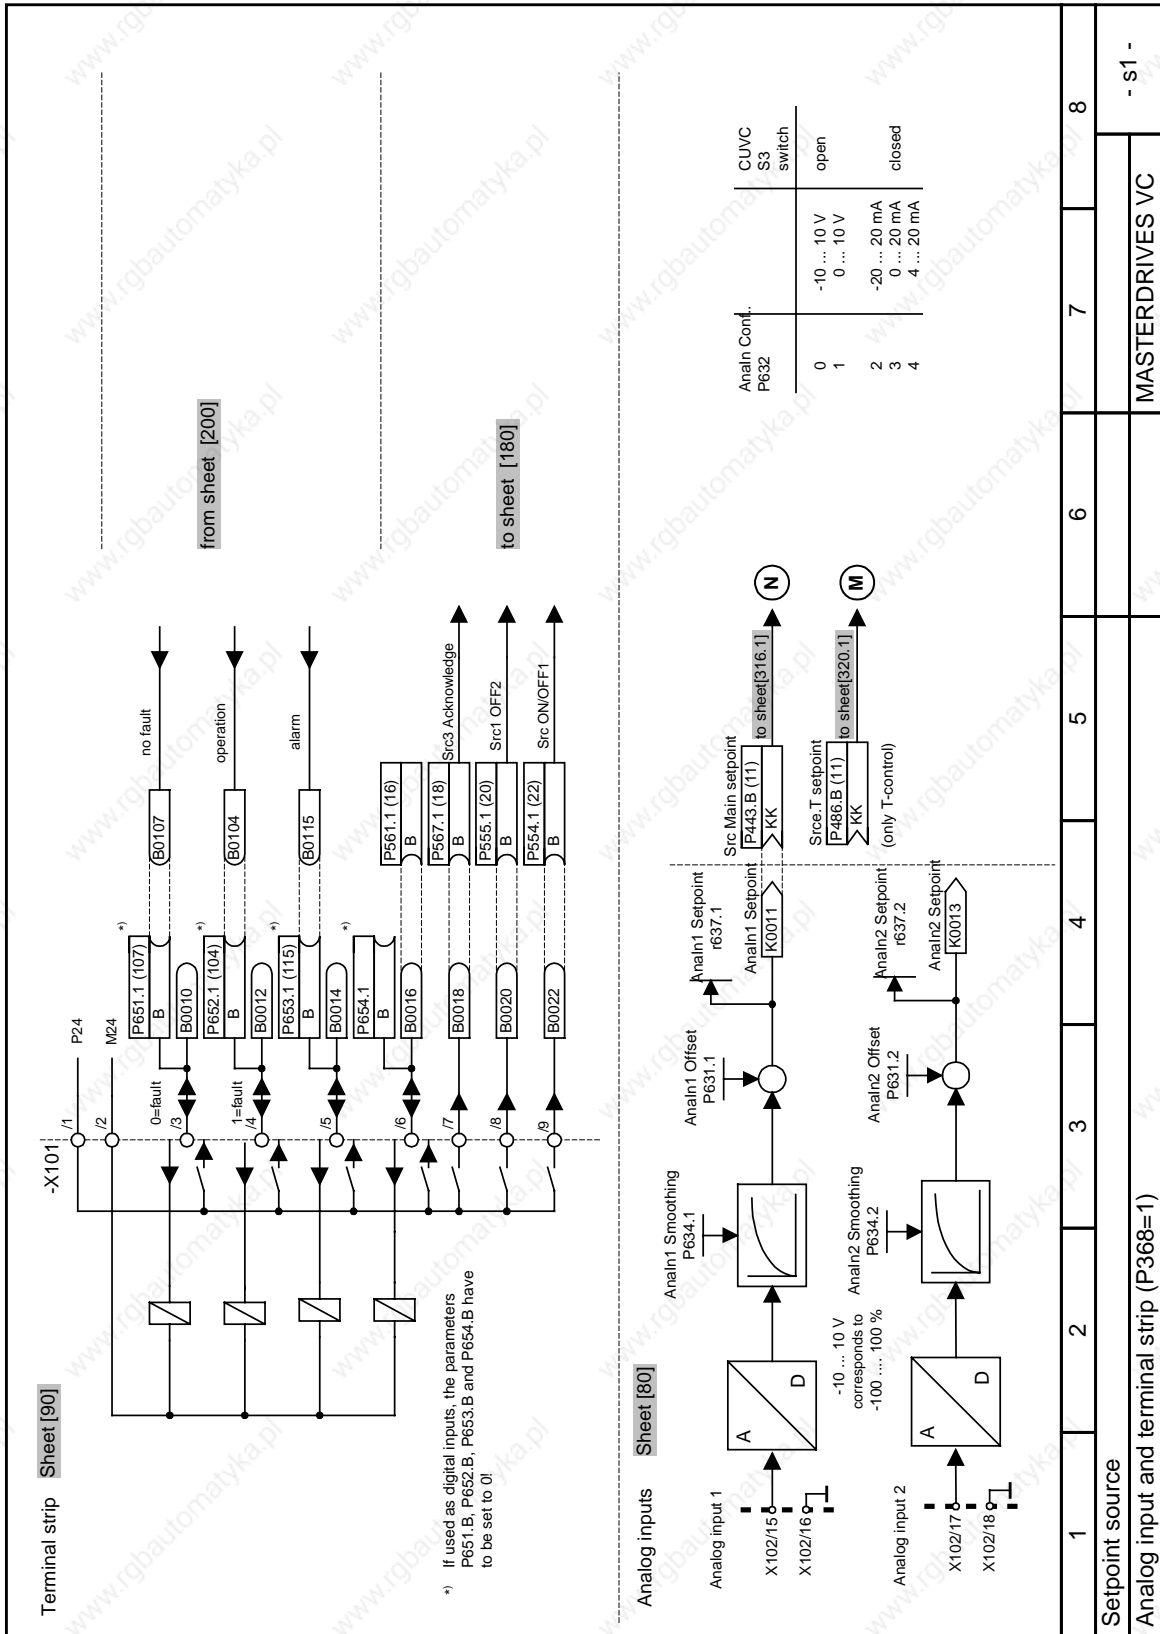 Terminal strip Sheet [90]
-X101
P24
M24
/1
/2
0=fault
/3
1=fault
/4
/5
/6
/7
/8
/9
P651.1 (107)
B
*)
B0010
P652.1 (104)
B
*)
B0012
P653.1 (115)
B
*)
B0014
P654.1
B
*)
B0016
B0018
B0020
B0022
B0107
no fault
B0104
operation
B0115
alarm
from sheet [200]
P561.1 (16)
B
P567.1 (18)
B
Src3 Acknowledge
P555.1 (20)
B
Src1 OFF2
P554.1 (22)
B
Src ON/OFF1
to sheet [180]
*) If used as digital inputs, the parameters
P651.B, P652.B, P653.B and P654.B have
to be set to 0!
Analog inputs Sheet [80]
Analog input 1
X102/15
X102/16
A
D
-10 ... 10 V
corresponds to
-100 .... 100 %
AnaIn1 Smoothing
P634.1
AnaIn1 Offset
P631.1
AnaIn1 Setpoint
r637.1
AnaIn1 Setpoint
K0011
Src Main setpoint
P443.B (11)
KK
to sheet[316.1]
N
Analog input 2
X102/17
X102/18
A
D
AnaIn2 Smoothing
P634.2
AnaIn2 Offset
P631.2
AnaIn2 Setpoint
r637.2
AnaIn2 Setpoint
K0013
Srce.T setpoint
P486.B (11)
KK
(only T-control)
to sheet[320.1]
M
AnaIn Conf..
P632
CUVC
S3
switch
0 -10 ... 10 V open
1 0 ... 10 V
2 -20 ... 20 mA
3 0 ... 20 mA closed
4 4 ... 20 mA
1 2 3 4 5 6 7 8
Setpoint source
- s1 -
Analog input and terminal strip (P368=1)
MASTERDRIVES VC
www.rgbautomatyka.pl